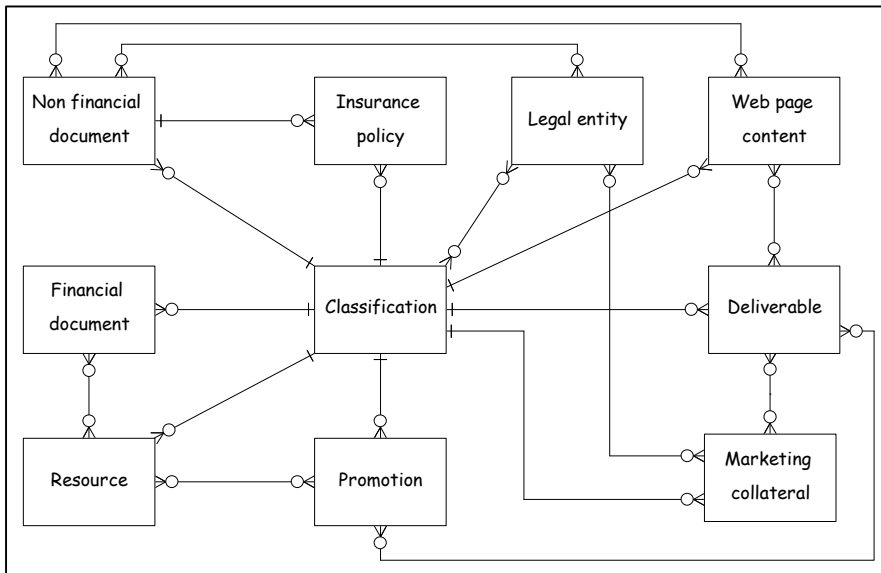 Non financial
document
Insurance
policy
Legal entity
Web page
content
Financial
document
Classification
Deliverable
Resource
Promotion
Marketing
collateral